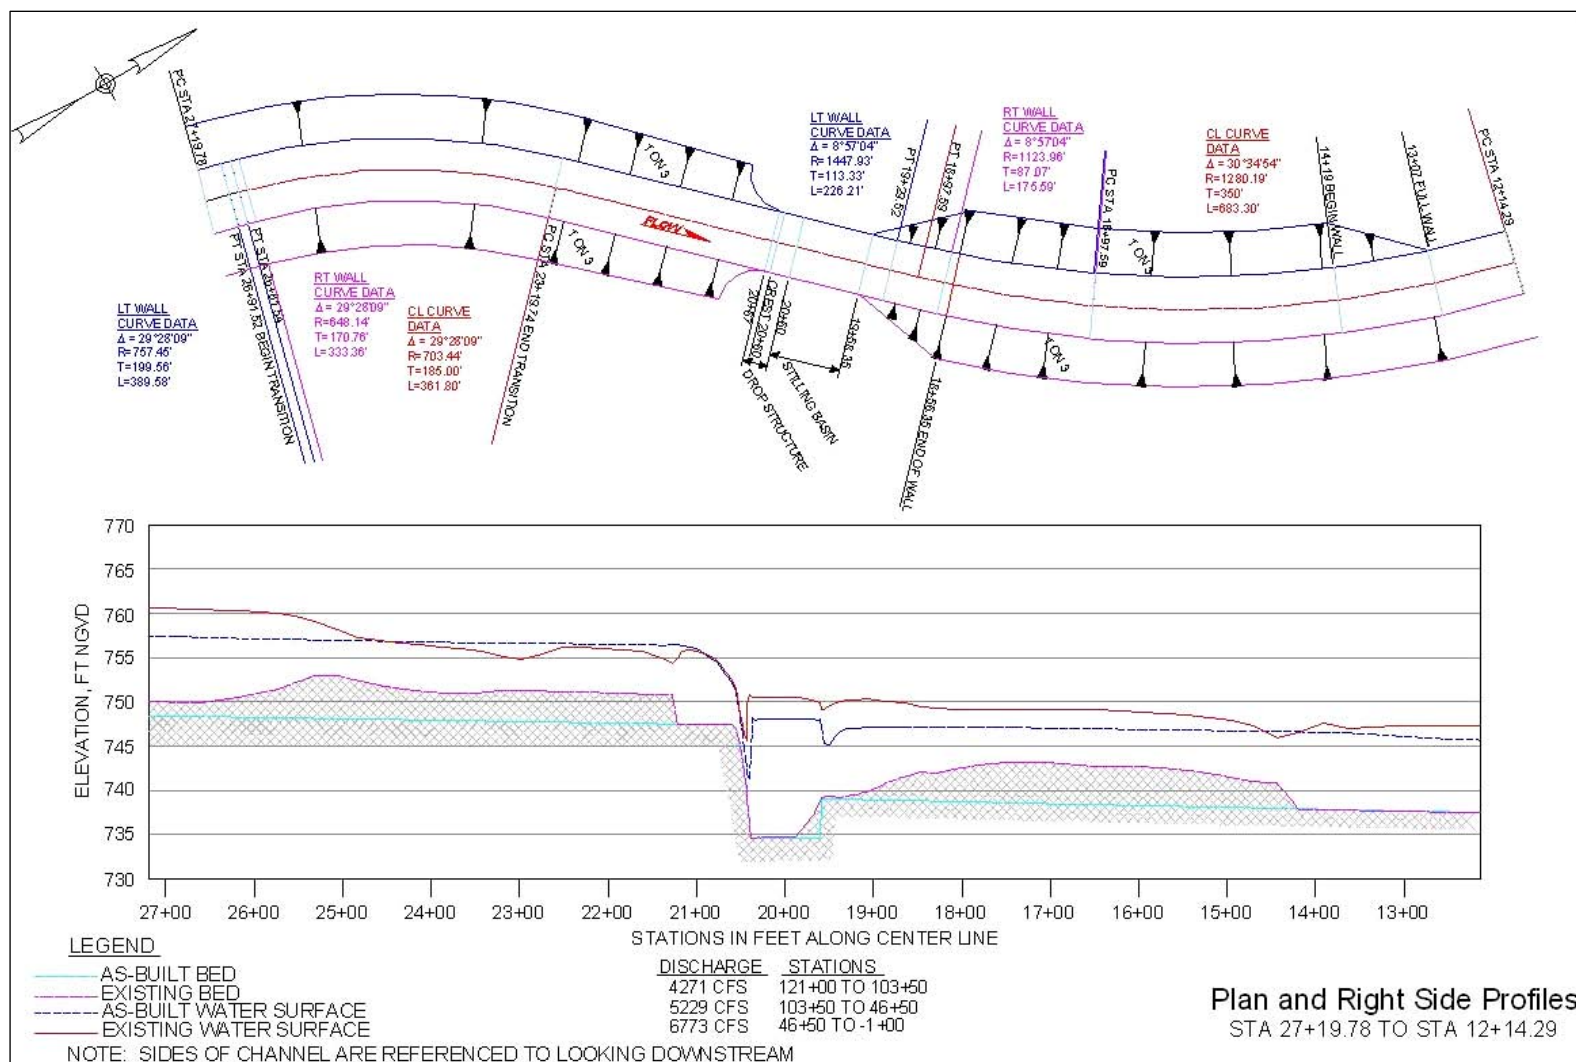 PC STA 27+19.78
PT STA 26+91.52 BEGIN TRANSITION
PT STA 26+81.54
LT WALL
CURVE DATA
Δ = 29°28'09"
R=757.45'
T=199.56'
L=389.58'
RT WALL
CURVE DATA
Δ = 29°28'09"
R=648.14'
T=170.76'
L=333.36'
CL CURVE
DATA
Δ = 29°28'09"
R=703.44'
T=185.00'
L=361.80'
1 ON 3
1 ON 3
PC STA 23+19.74 END TRANSITION
FLOW
20+67
CREST 20+60
20+50
DROP STRUCTURE
STILLING BASIN
19+58.35
18+56.35 END OF WALL
LT WALL
CURVE DATA
Δ = 8°57'04"
R=1447.93'
T=113.33'
L=226.21'
PT 19+29.52
PT 18+97.59
RT WALL
CURVE DATA
Δ = 8°57'04"
R=1123.96'
T=87.07'
L=175.59'
PC STA 18+97.59
1 ON 3
1 ON 3
CL CURVE
DATA
Δ = 30°34'54"
R=1280.19'
T=350'
L=683.30'
14+19 BEGIN WALL
13+07 FULL WALL
PC STA 12+14.29
ELEVATION, FT NGVD
770
765
760
755
750
745
740
735
730
27+00 26+00 25+00 24+00 23+00 22+00 21+00 20+00 19+00 18+00 17+00 16+00 15+00 14+00 13+00
STATIONS IN FEET ALONG CENTER LINE
LEGEND
AS-BUILT BED
EXISTING BED
AS-BUILT WATER SURFACE
EXISTING WATER SURFACE
DISCHARGE STATIONS
4271 CFS 121+00 TO 103+50
5229 CFS 103+50 TO 46+50
6773 CFS 46+50 TO -1+00
NOTE: SIDES OF CHANNEL ARE REFERENCED TO LOOKING DOWNSTREAM
Plan and Right Side Profiles
STA 27+19.78 TO STA 12+14.29